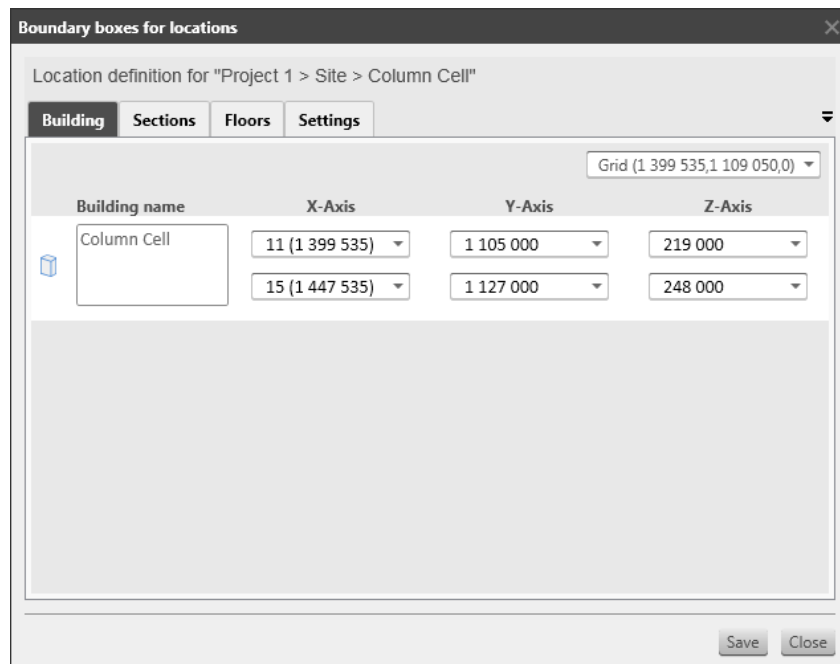 Boundary boxes for locations
Location definition for "Project 1 > Site > Column Cell"
Building Sections Floors Settings
Grid (1 399 535,1 109 050,0)
Building name X-Axis Y-Axis Z-Axis
Column Cell 11 (1 399 535) 1 105 000 219 000
15 (1 447 535) 1 127 000 248 000
Save Close